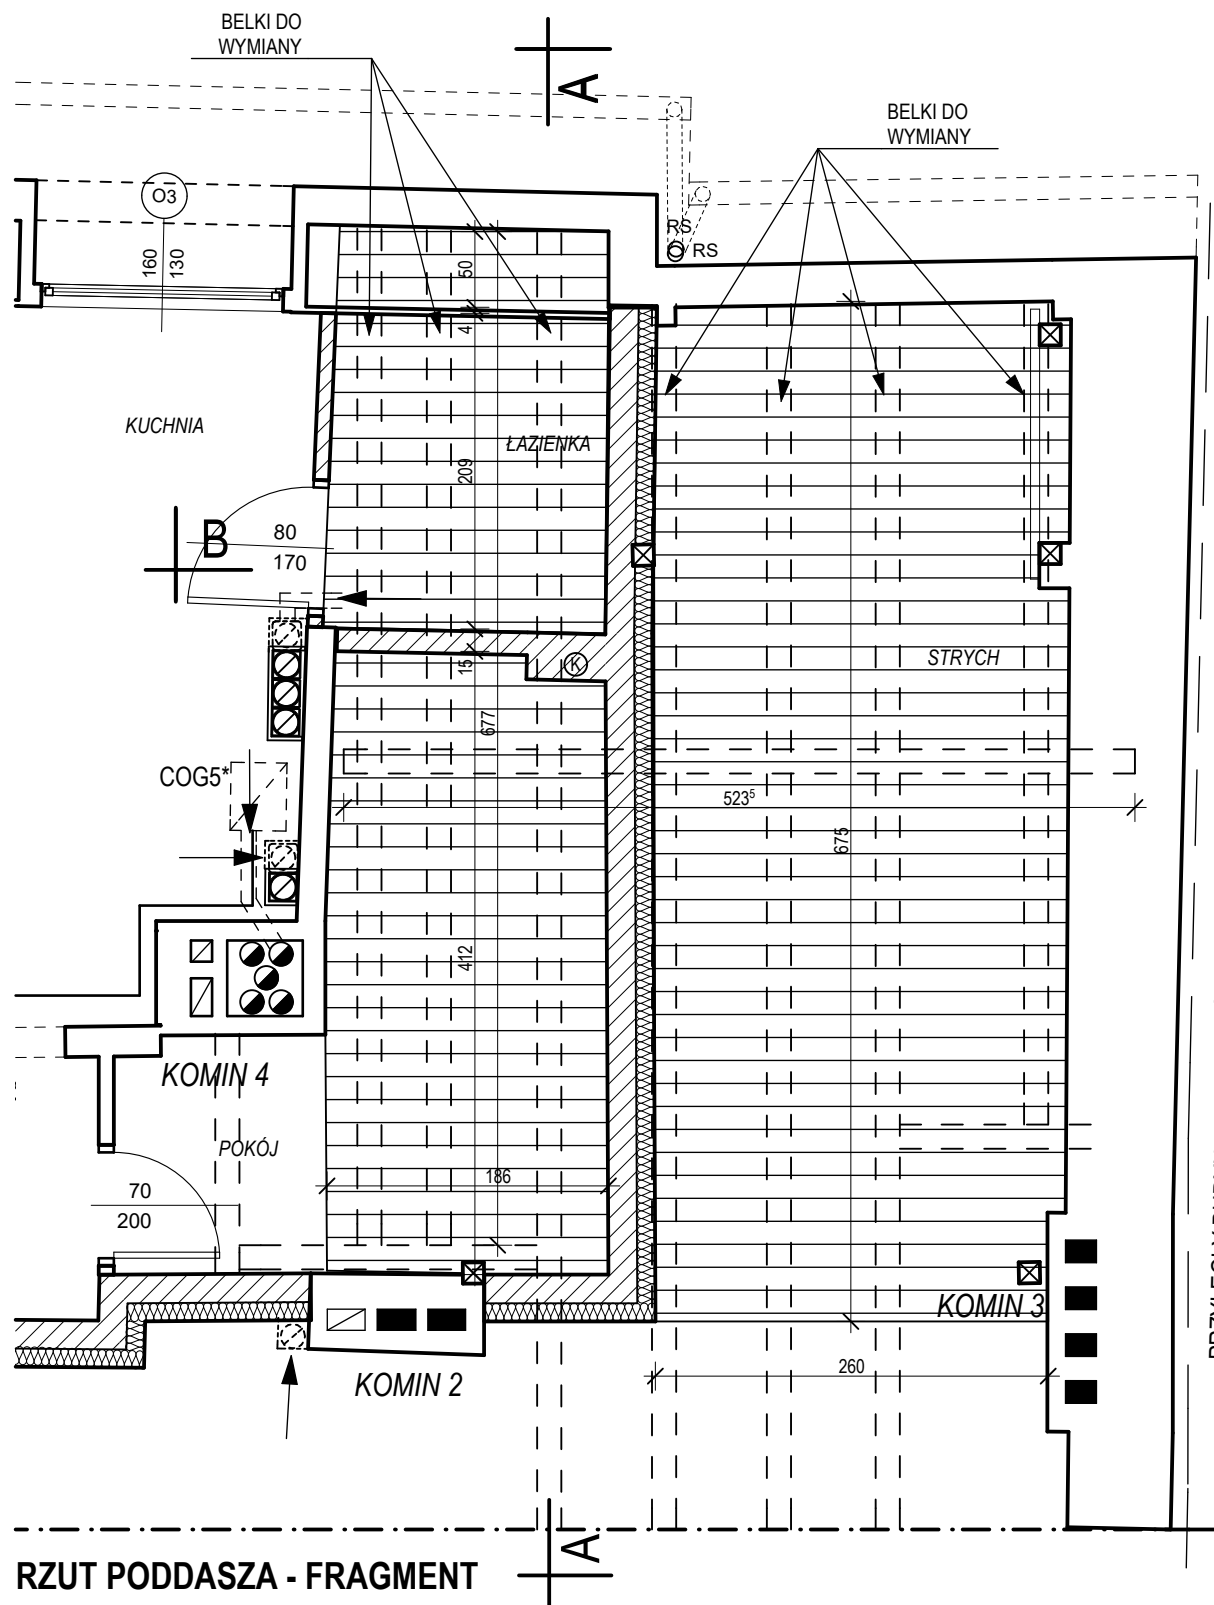 BELKI DO
WYMIANY
A
BELKI DO
WYMIANY
O3
160
130
RS
RS
50
4
KUCHNIA
ŁAZIENKA
209
B
80
170
15
K
STRYCH
677
COG5*
523⁵
675
412
KOMIN 4
POKÓJ
186
70
200
KOMIN 3
260
KOMIN 2
A
RZUT PODDASZA - FRAGMENT